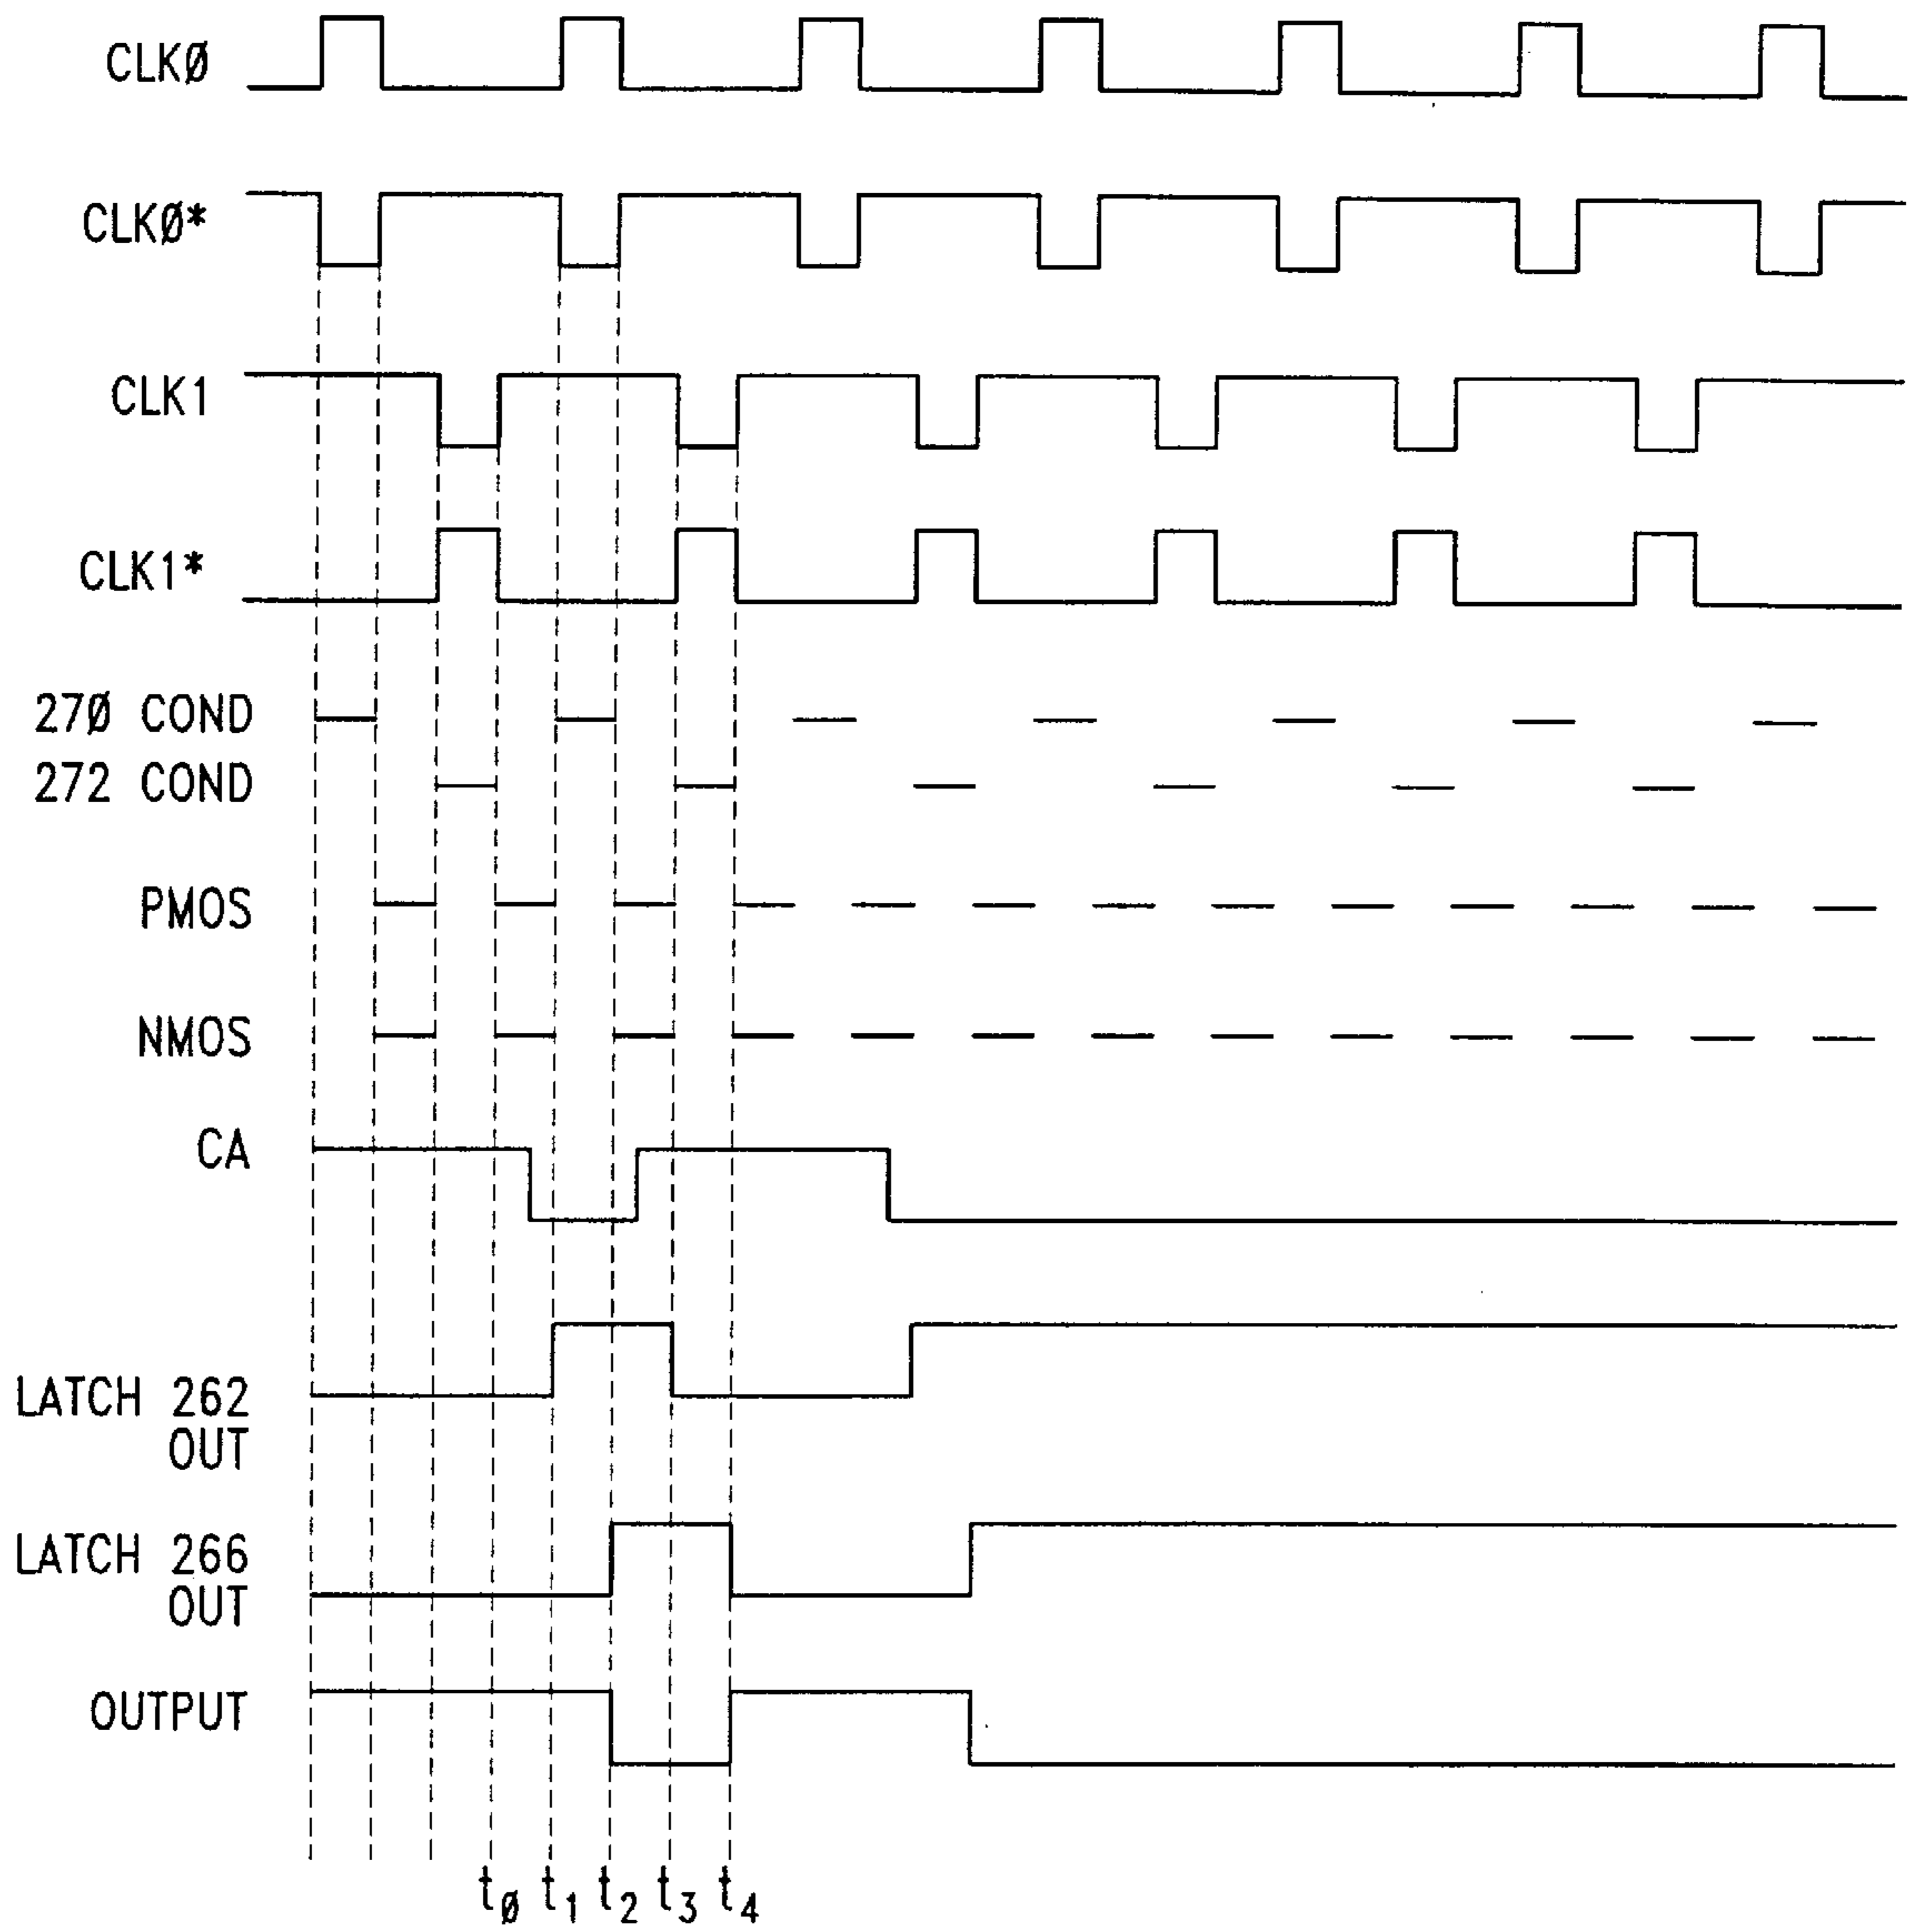 CLKØ
CLKØ*
CLK1
CLK1*
27Ø COND
272 COND
PMOS
NMOS
CA
LATCH 262
OUT
LATCH 266
OUT
OUTPUT
tø t1 t2 t3 t4